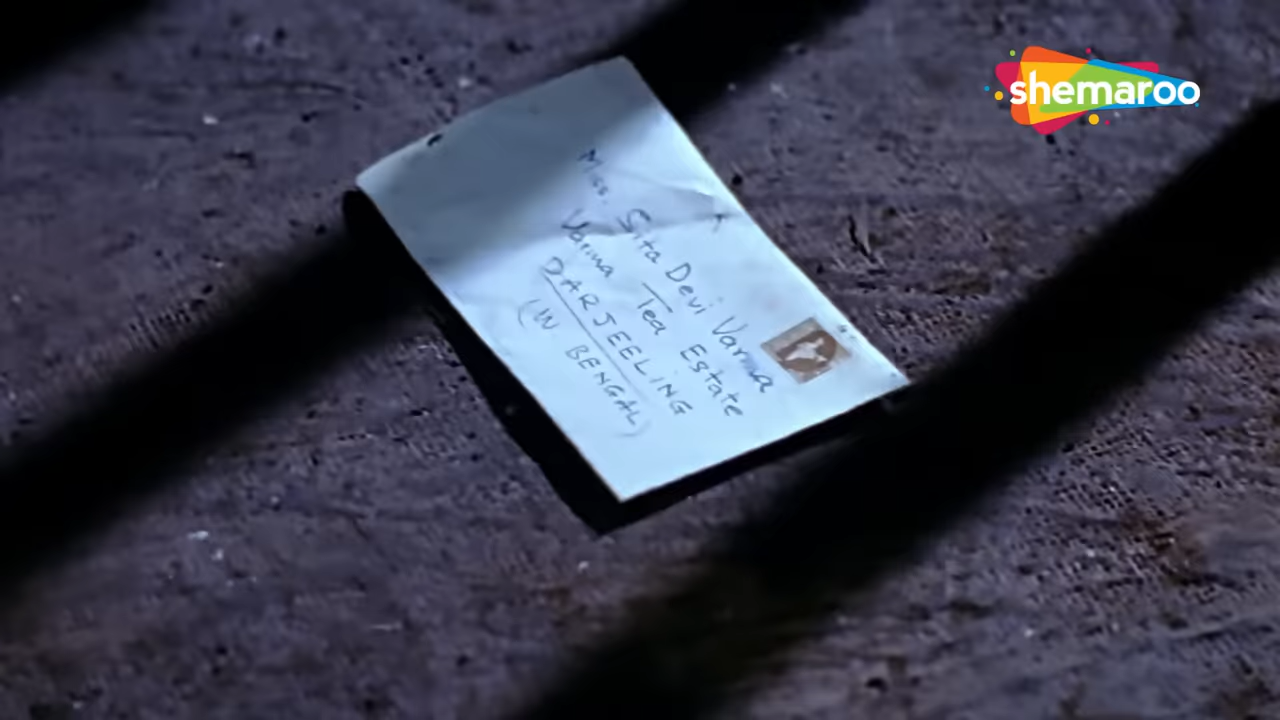 shemaroo
Miss. Sita Devi Varma
Varma Tea Estate
DARJEELING
(W BENGAL)